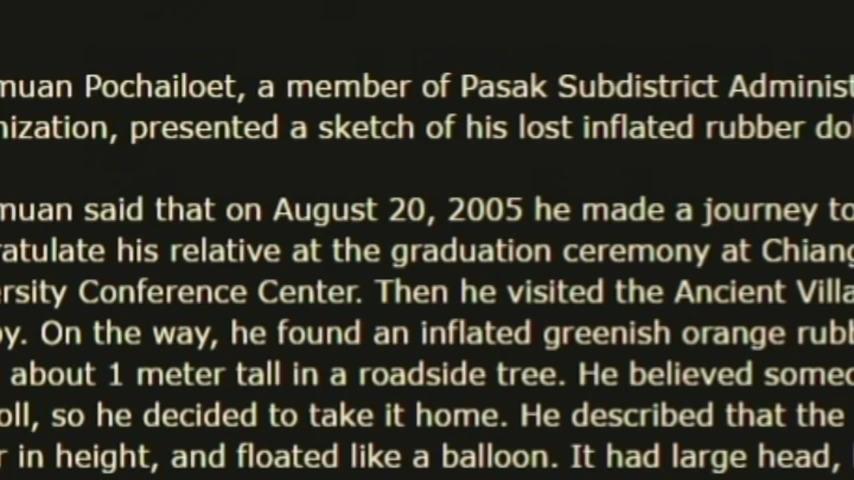 muan Pochailoet, a member of Pasak Subdistrict Administ
nization, presented a sketch of his lost inflated rubber dol
muan said that on August 20, 2005 he made a journey to
ratulate his relative at the graduation ceremony at Chiang
ersity Conference Center. Then he visited the Ancient Villa
by. On the way, he found an inflated greenish orange rubb
about 1 meter tall in a roadside tree. He believed someo
oll, so he decided to take it home. He described that the
r in height, and floated like a balloon. It had large head,